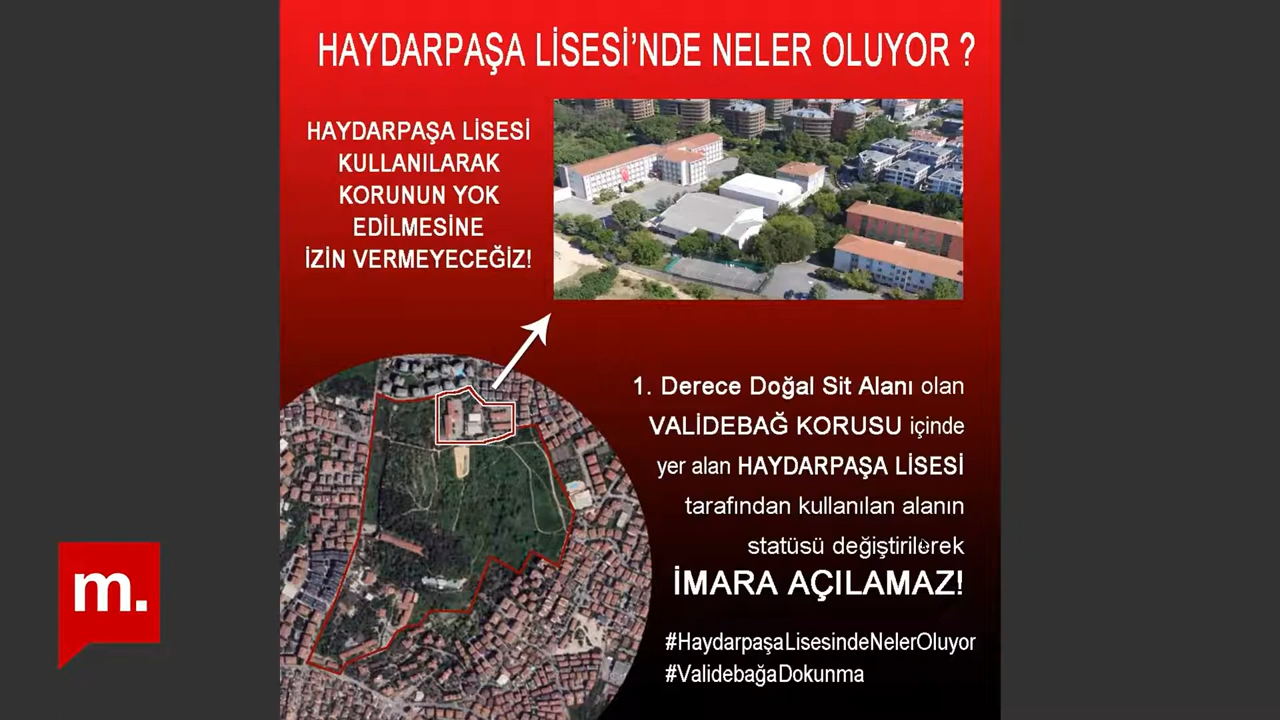 HAYDARPAŞA LİSESİ'NDE NELER OLUYOR ?
HAYDARPAŞA LİSESİ
KULLANILARAK
KORUNUN YOK
EDİLMESİNE
İZİN VERMEYECEĞİZ!
1. Derece Doğal Sit Alanı olan
VALİDEBAĞ KORUSU içinde
yer alan HAYDARPAŞA LİSESİ
tarafından kullanılan alanın
statüsü değiştirilerek
İMARA AÇILAMAZ!
#HaydarpaşaLisesindeNelerOluyor
#ValidebağaDokunma
m.